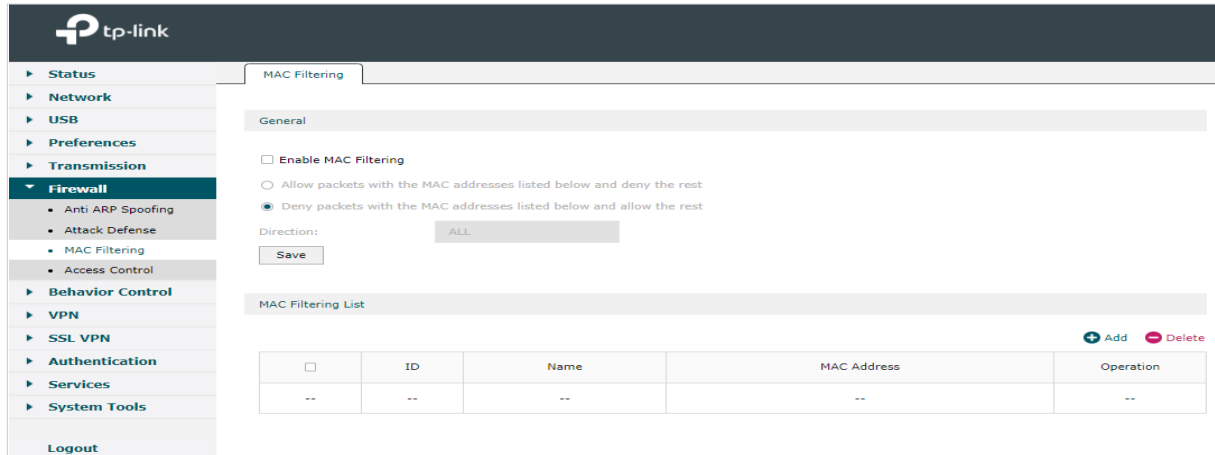 tp-link
Status
Network
USB
Preferences
Transmission
Firewall
Anti ARP Spoofing
Attack Defense
MAC Filtering
Access Control
Behavior Control
VPN
SSL VPN
Authentication
Services
System Tools
Logout
MAC Filtering
General
Enable MAC Filtering
Allow packets with the MAC addresses listed below and deny the rest
Deny packets with the MAC addresses listed below and allow the rest
Direction: ALL
Save
MAC Filtering List
Add Delete
ID Name MAC Address Operation
-- -- -- -- --